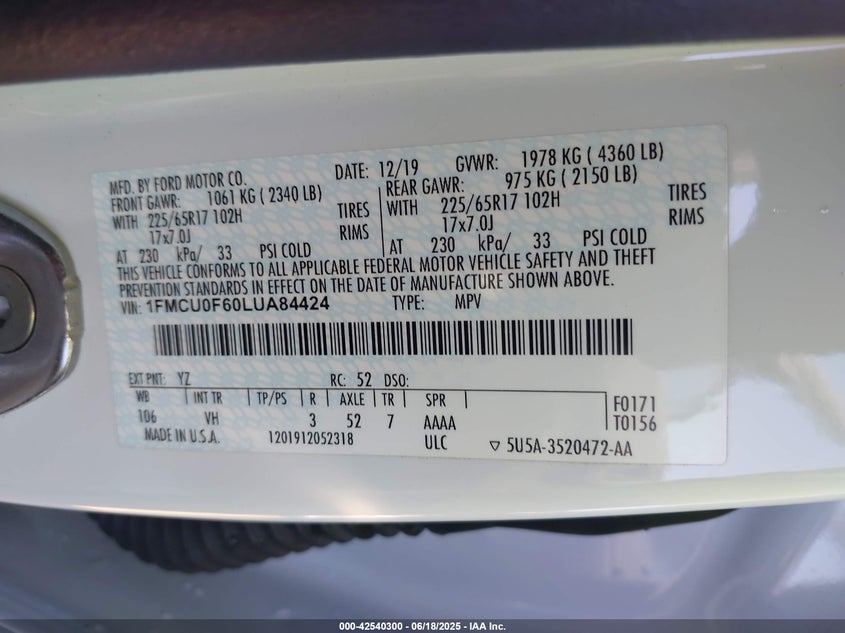 MFD. BY FORD MOTOR CO. DATE: 12/19 GVWR: 1978 KG ( 4360 LB)
FRONT GAWR: 1061 KG ( 2340 LB) REAR GAWR: 975 KG ( 2150 LB)
WITH 225/65R17 102H TIRES WITH 225/65R17 102H TIRES
17x7.0J RIMS 17x7.0J RIMS
AT 230 kPa/ 33 PSI COLD AT 230 kPa/ 33 PSI COLD
THIS VEHICLE CONFORMS TO ALL APPLICABLE FEDERAL MOTOR VEHICLE SAFETY AND THEFT
PREVENTION STANDARDS IN EFFECT ON THE DATE OF MANUFACTURE SHOWN ABOVE.
VIN: 1FMCU0F60LUA84424 TYPE: MPV
EXT PNT: YZ RC: 52 DSO:
WB INT TR TP/PS R AXLE TR SPR F0171
106 VH 3 52 7 AAAA T0156
MADE IN U.S.A. 1201912052318 ULC ▽ 5U5A-3520472-AA
000-42540300 - 06/18/2025 - IAA Inc.